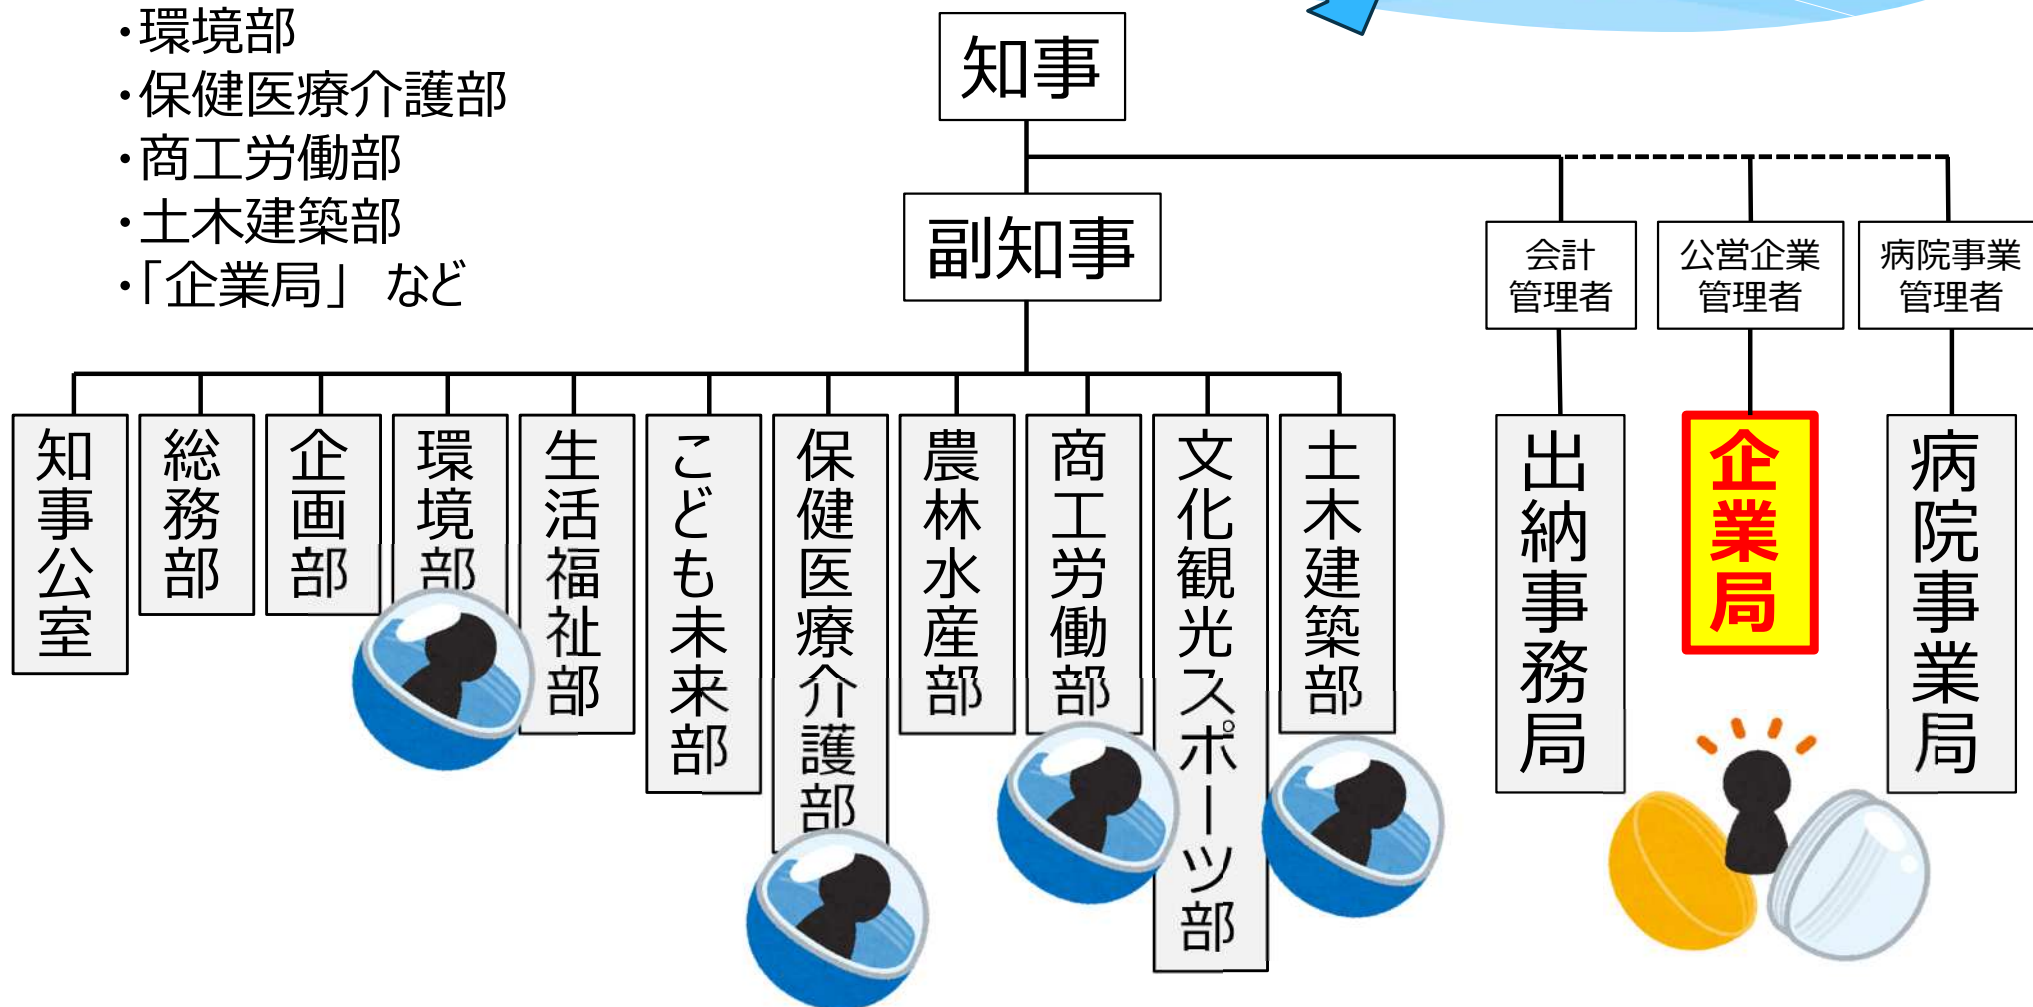 ・環境部
・保健医療介護部
・商工労働部
・土木建築部
・「企業局」 など
知事
副知事
会計
管理者
公営企業
管理者
病院事業
管理者
知事公室
総務部
企画部
環境部
生活福祉部
こども未来部
保健医療介護部
農林水産部
商工労働部
文化観光スポーツ部
土木建築部
出納事務局
企業局
病院事業局